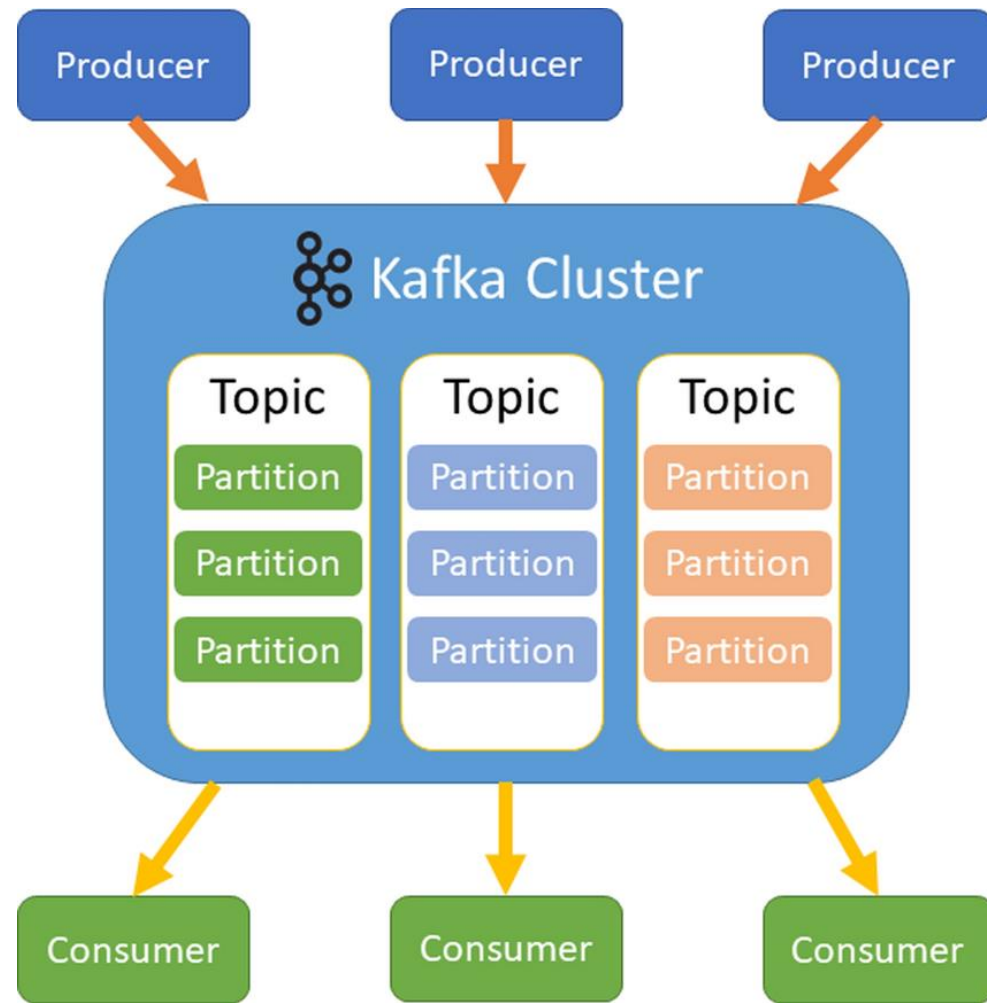 Producer
Producer
Producer
Kafka Cluster
Topic
Topic
Topic
Partition
Partition
Partition
Partition
Partition
Partition
Partition
Partition
Partition
Consumer
Consumer
Consumer